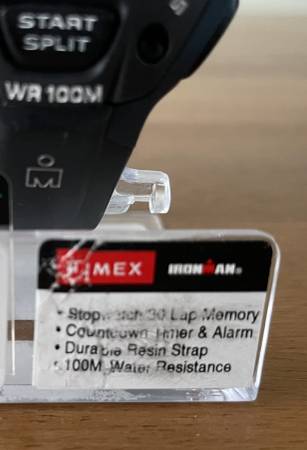 START
SPLIT
WR 100M
TIMEX IRONMAN
• Stopwatch 30 Lap Memory
• Countdown Timer & Alarm
• Durable Resin Strap
• 100M Water Resistance